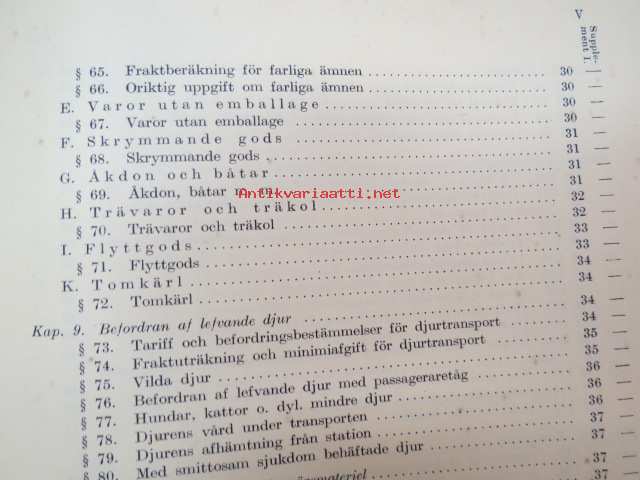 V
Supple-
ment I.
§ 65. Fraktberäkning för farliga ämnen 30 —
§ 66. Oriktig uppgift om farliga ämnen 30 —
E. Varor utan emballage 30 —
§ 67. Varor utan emballage 30 —
F. Skrymmande gods 31 —
§ 68. Skrymmande gods 31 —
G. Åkdon och båtar 31 —
§ 69. Åkdon, båtar m. m. 31 —
Antikvariaatti.net
H. Trävaror och träkol 32 —
§ 70. Trävaror och träkol 32 —
I. Flyttgods 33 —
§ 71. Flyttgods 33 —
K. Tomkärl 34 —
§ 72. Tomkärl 34 —
Kap. 9. Befordran af lefvande djur 34 —
§ 73. Tariff och befordringsbestämmelser för djurtransport 34 —
§ 74. Fraktuträkning och minimiafgift för djurtransport 35 —
§ 75. Vilda djur 35 —
§ 76. Befordran af lefvande djur med passageraretåg 36 —
§ 77. Hundar, kattor o. dyl. mindre djur 36 —
§ 78. Djurens vård under transporten 36 —
§ 79. Djurens afhämtning från station 37 —
§ 80. Med smittosam sjukdom behäftade djur 37 —
37 —